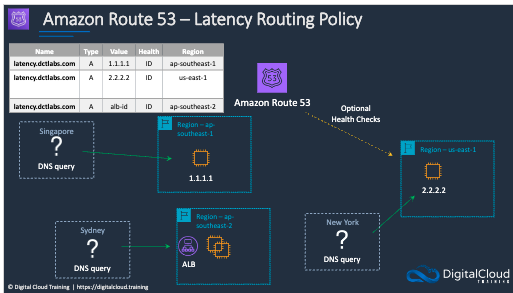 Amazon Route 53 – Latency Routing Policy
Name Type Value Health Region
latency.dctlabs.com A 1.1.1.1 ID ap-southeast-1
latency.dctlabs.com A 2.2.2.2 ID us-east-1
latency.dctlabs.com A alb-id ID ap-southeast-2
53
Amazon Route 53
Optional
Health Checks
Singapore
?
DNS query
Region – ap-
southeast-1
1.1.1.1
Region – us-east-1
2.2.2.2
Sydney
?
DNS query
Region – ap-
southeast-2
ALB
New York
?
DNS query
DigitalCloud
TRAINING
© Digital Cloud Training | https://digitalcloud.training